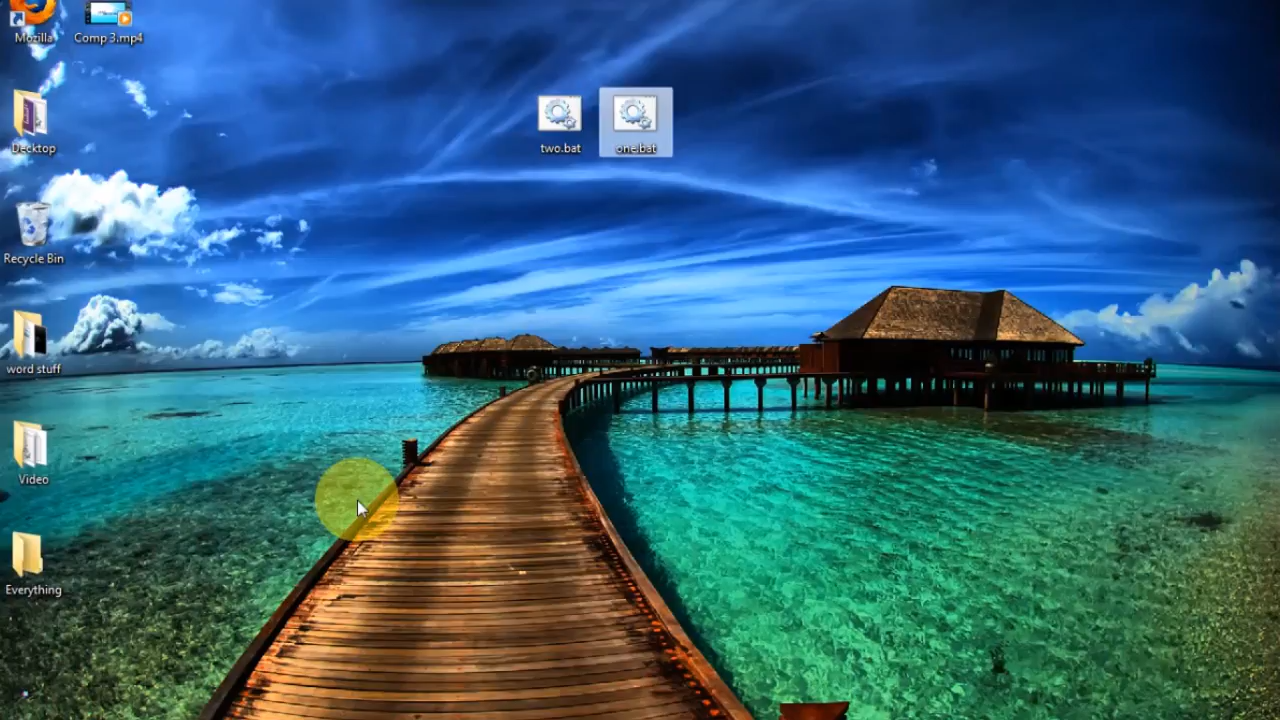 Mozilla
Comp 3.mp4
Decktop
two.bat
one.bat
Recycle Bin
word stuff
Video
Everything